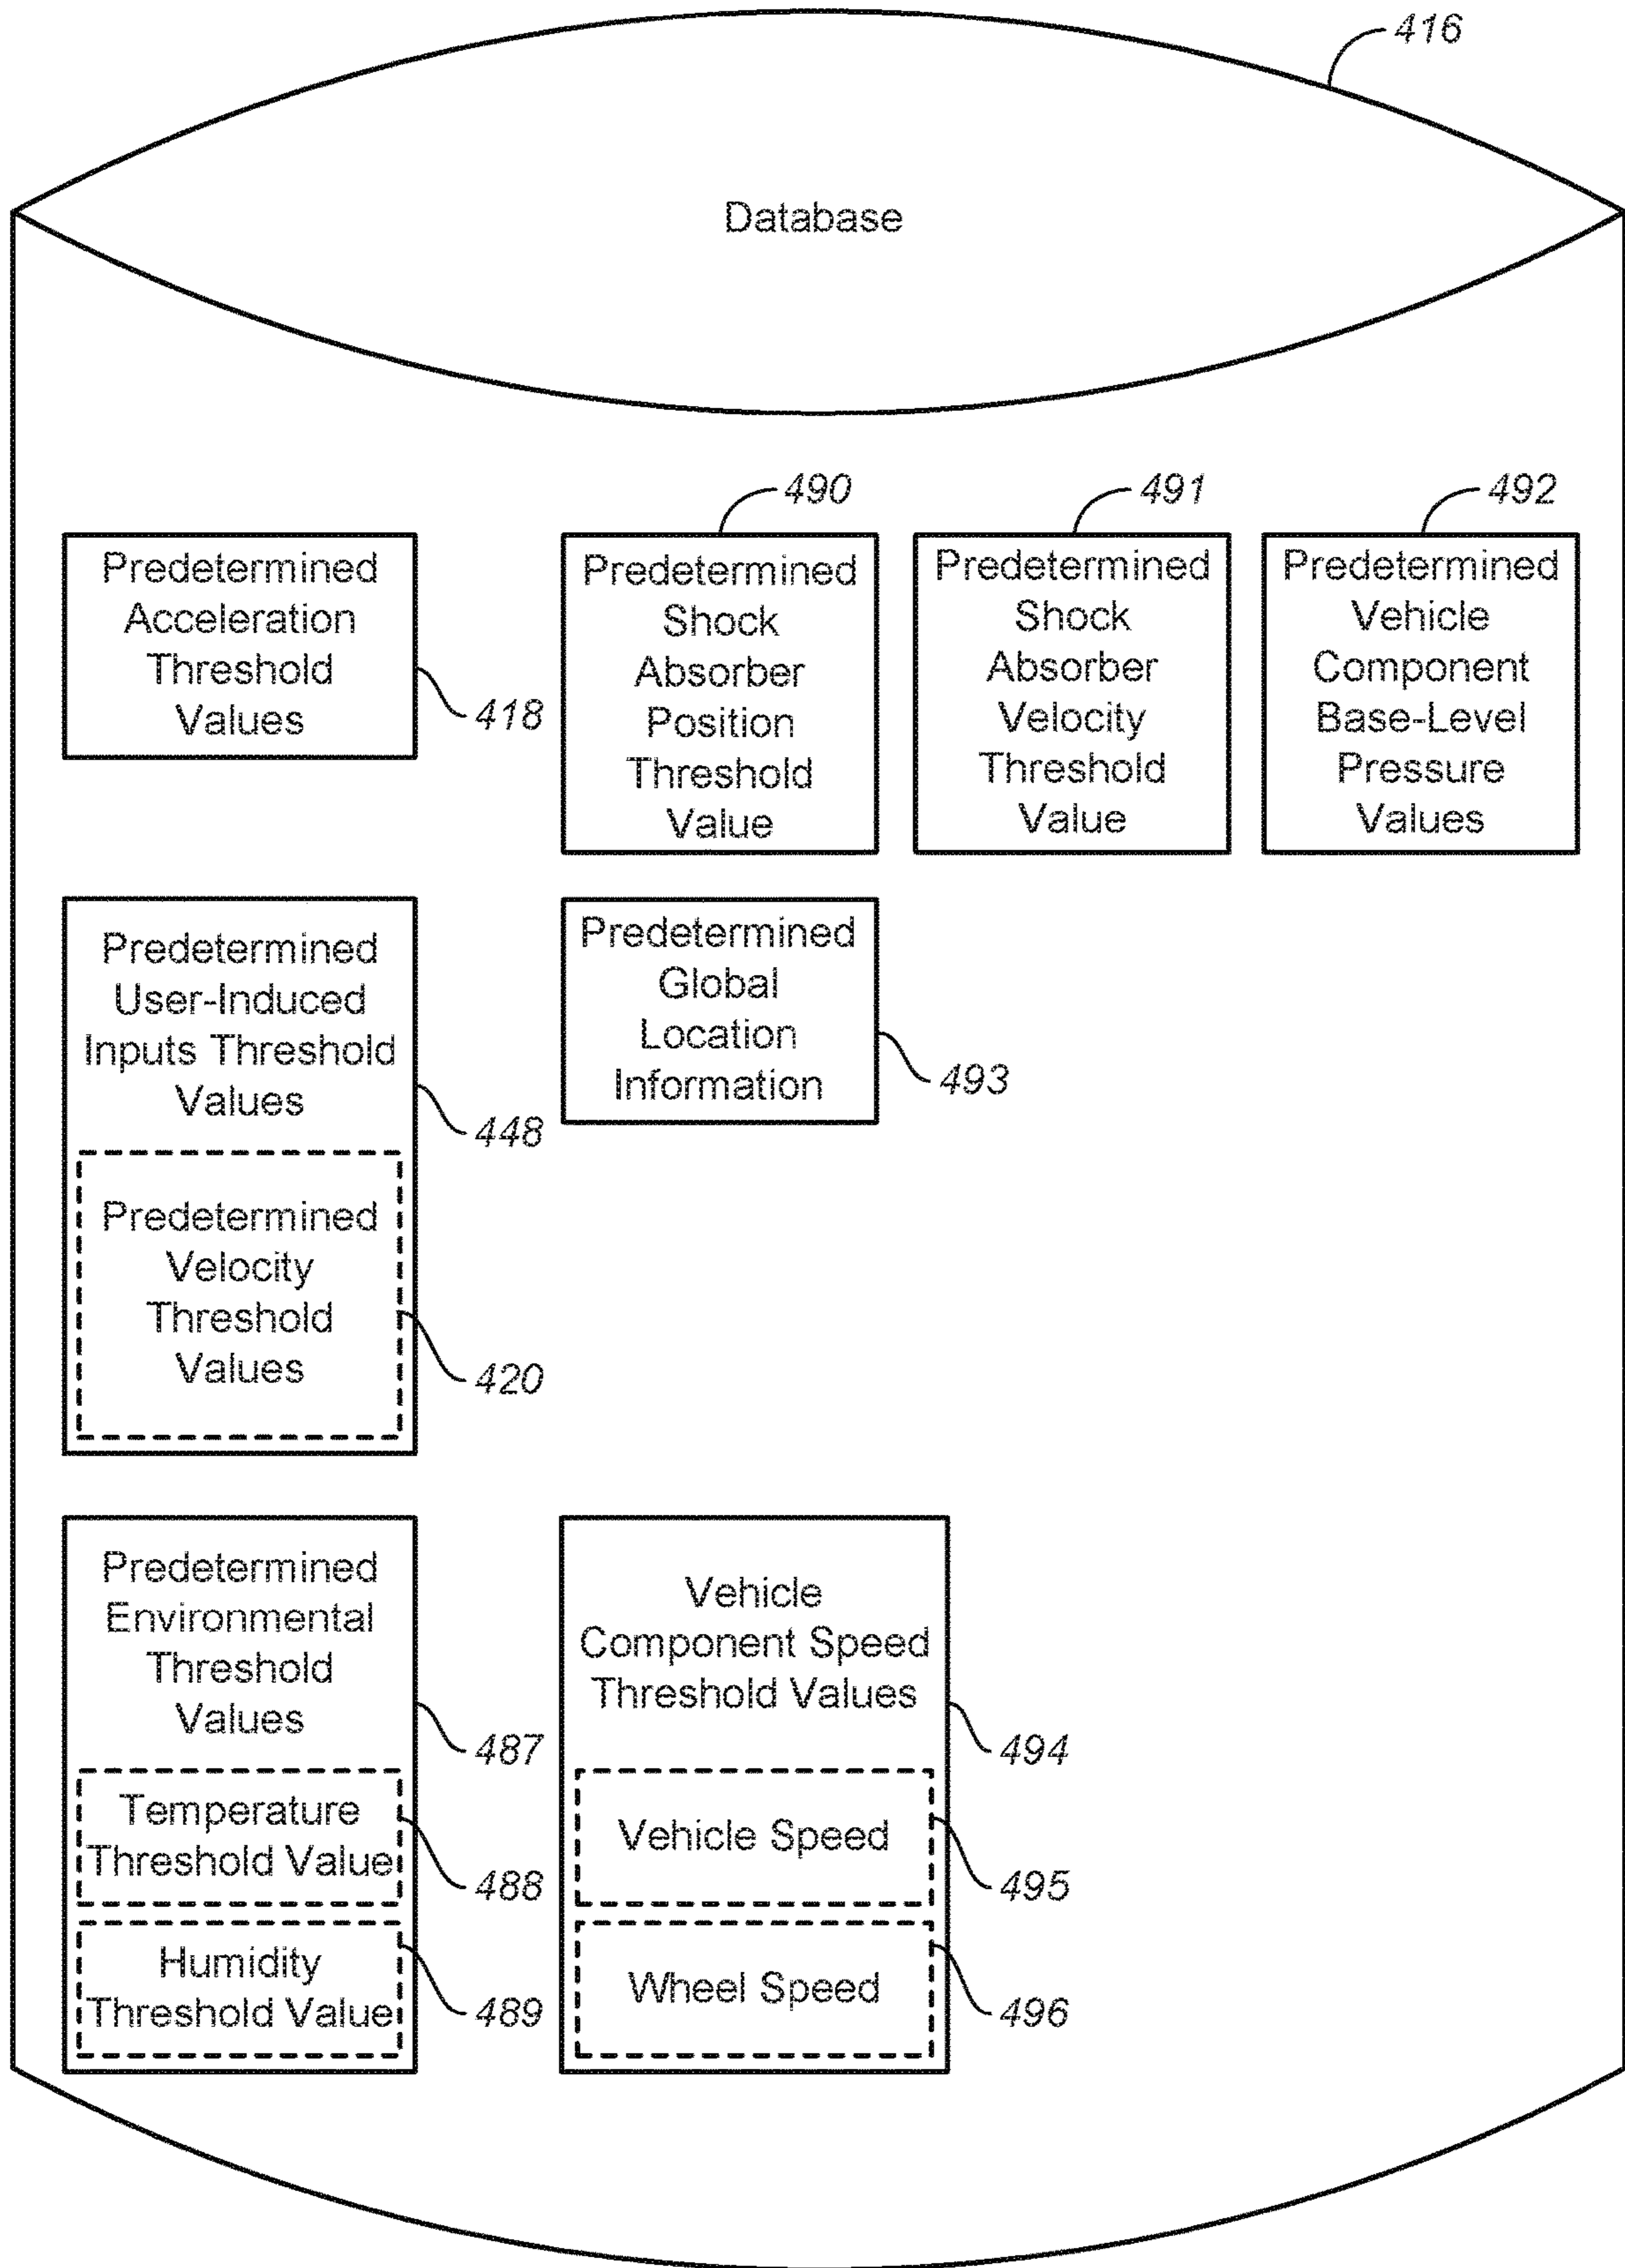 416
Database
Predetermined
Acceleration
Threshold
Values
418
490
Predetermined
Shock
Absorber
Position
Threshold
Value
491
Predetermined
Shock
Absorber
Velocity
Threshold
Value
492
Predetermined
Vehicle
Component
Base-Level
Pressure
Values
Predetermined
User-Induced
Inputs Threshold
Values
448
Predetermined
Velocity
Threshold
Values
420
Predetermined
Global
Location
Information
493
Predetermined
Environmental
Threshold
Values
487
Temperature
Threshold Value
488
Humidity
Threshold Value
489
Vehicle
Component Speed
Threshold Values
494
Vehicle Speed
495
Wheel Speed
496